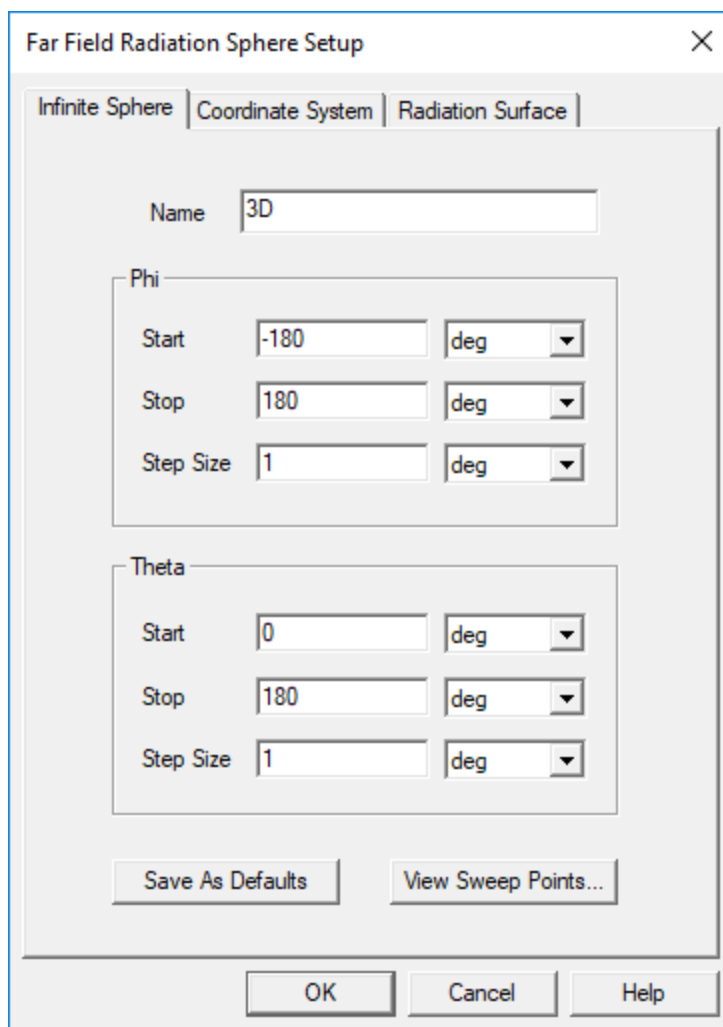 Far Field Radiation Sphere Setup
Infinite Sphere Coordinate System Radiation Surface
Name 3D
Phi
Start -180 deg
Stop 180 deg
Step Size 1 deg
Theta
Start 0 deg
Stop 180 deg
Step Size 1 deg
Save As Defaults View Sweep Points...
OK Cancel Help